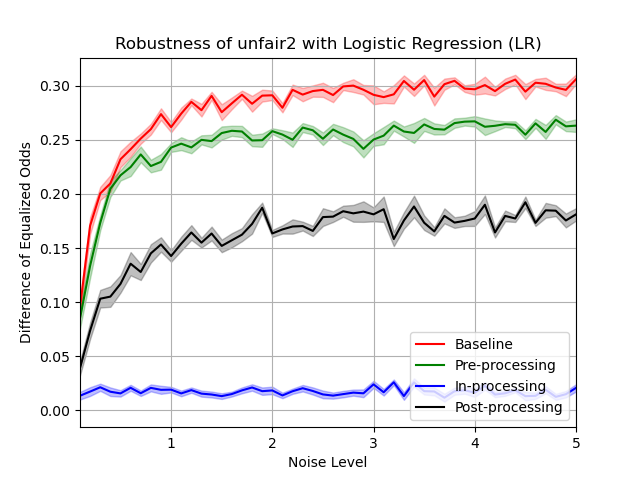 Robustness of unfair2 with Logistic Regression (LR)
Difference of Equalized Odds
0.30
0.25
0.20
0.15
0.10
0.05
0.00
Baseline
Pre-processing
In-processing
Post-processing
1
2
3
4
5
Noise Level